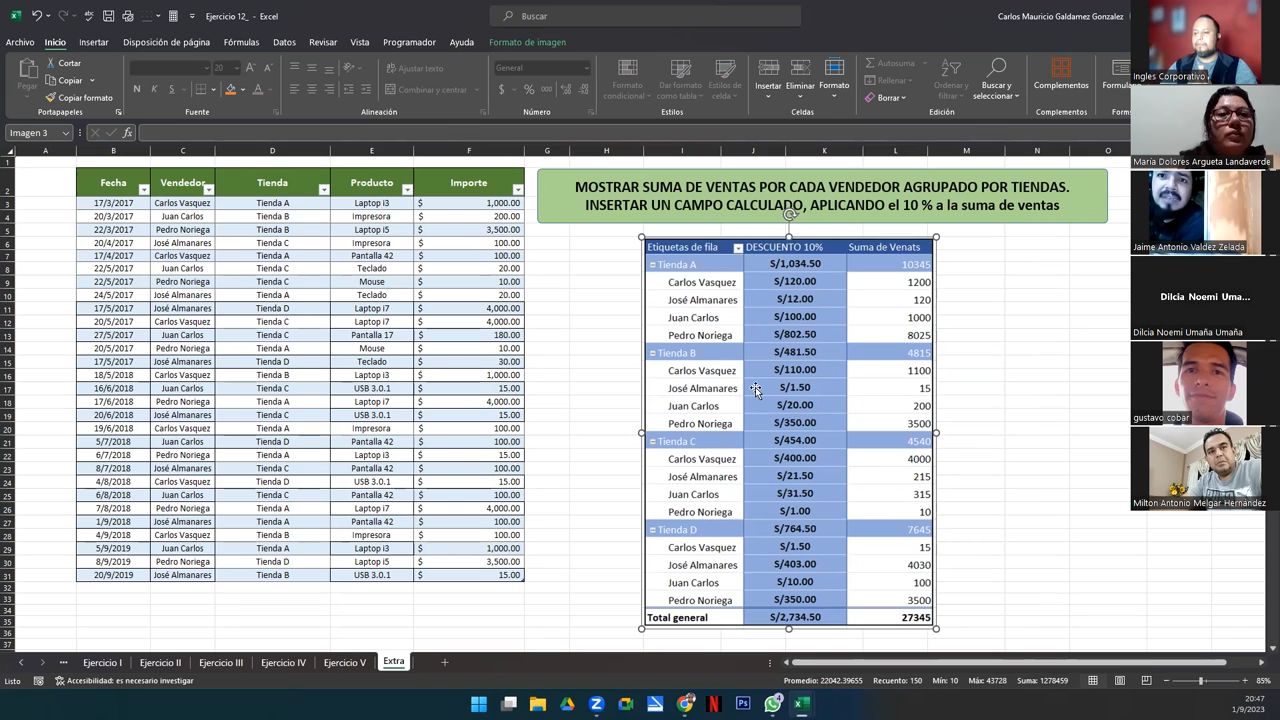 Ejercicio 12_ - Excel
Buscar
Carlos Mauricio Galdamez Gonzalez
Archivo Inicio Insertar Disposición de página Fórmulas Datos Revisar Vista Programador Ayuda Formato de imagen
Pegar
Cortar
Copiar
Copiar formato
Portapapeles
20
N K S
Fuente
Ajustar texto
Combinar y centrar
Alineación
General
Número
Formato condicional
Dar formato como tabla
Estilos de celda
Estilos
Insertar Eliminar Formato
Celdas
Autosuma
Rellenar
Borrar
Ordenar y filtrar
Buscar y seleccionar
Edición
Complementos
Complementos
Imagen 3
fx
A B C D E F G H I J K L M N O
Fecha Vendedor Tienda Producto Importe
17/3/2017 Carlos Vasquez Tienda A Laptop i3 $ 1,000.00
20/3/2017 Juan Carlos Tienda B Impresora $ 200.00
22/3/2017 Pedro Noriega Tienda B Laptop i5 $ 3,500.00
20/4/2017 José Almanares Tienda C Impresora $ 100.00
17/4/2017 Carlos Vasquez Tienda A Pantalla 42 $ 100.00
22/5/2017 Juan Carlos Tienda C Teclado $ 20.00
22/5/2017 Pedro Noriega Tienda C Mouse $ 10.00
24/5/2017 José Almanares Tienda A Teclado $ 20.00
17/5/2017 José Almanares Tienda D Laptop i7 $ 4,000.00
20/5/2017 Carlos Vasquez Tienda C Laptop i7 $ 4,000.00
27/5/2017 Juan Carlos Tienda C Pantalla 17 $ 180.00
20/5/2017 Pedro Noriega Tienda A Mouse $ 10.00
17/5/2017 José Almanares Tienda D Teclado $ 30.00
18/5/2017 Carlos Vasquez Tienda B Laptop i3 $ 1,000.00
16/6/2018 Juan Carlos Tienda C USB 3.0.1 $ 15.00
17/6/2018 Pedro Noriega Tienda A Laptop i7 $ 4,000.00
20/6/2018 José Almanares Tienda C USB 3.0.1 $ 15.00
20/6/2018 Carlos Vasquez Tienda A Impresora $ 100.00
5/7/2018 Juan Carlos Tienda D Pantalla 42 $ 100.00
6/7/2018 Pedro Noriega Tienda A Pantalla 42 $ 15.00
8/7/2018 José Almanares Tienda C Pantalla 42 $ 100.00
4/8/2018 Carlos Vasquez Tienda D USB 3.0.1 $ 15.00
6/8/2018 Juan Carlos Tienda C Pantalla 42 $ 100.00
7/8/2018 Pedro Noriega Tienda A Laptop i7 $ 4,000.00
1/9/2018 José Almanares Tienda A Pantalla 42 $ 100.00
4/9/2018 Carlos Vasquez Tienda B Impresora $ 100.00
5/9/2019 Juan Carlos Tienda A Laptop i3 $ 1,000.00
8/9/2019 Pedro Noriega Tienda D Laptop i5 $ 3,500.00
20/9/2019 José Almanares Tienda B USB 3.0.1 $ 15.00
MOSTRAR SUMA DE VENTAS POR CADA VENDEDOR AGRUPADO POR TIENDAS.
INSERTAR UN CAMPO CALCULADO, APLICANDO el 10 % a la suma de ventas
Etiquetas de fila DESCUENTO 10% Suma de Venats
Tienda A S/1,034.50 10345
Carlos Vasquez S/120.00 1200
José Almanares S/12.00 120
Juan Carlos S/100.00 1000
Pedro Noriega S/802.50 8025
Tienda B S/481.50 4815
Carlos Vasquez S/110.00 1100
José Almanares S/1.50 15
Juan Carlos S/20.00 200
Pedro Noriega S/350.00 3500
Tienda C S/454.00 4540
Carlos Vasquez S/400.00 4000
José Almanares S/21.50 215
Juan Carlos S/31.50 315
Pedro Noriega S/1.00 10
Tienda D S/764.50 7645
Carlos Vasquez S/1.50 15
José Almanares S/403.00 4030
Juan Carlos S/10.00 100
Pedro Noriega S/350.00 3500
Total general S/2,734.50 27345
Ingles Corporativo
María Dolores Argueta Landaverde
Jaime Antonio Valdez Zelada
Dilcia Noemi Uma...
Dilcia Noemi Umaña Umaña
gustavo cobar
Milton Antonio Melgar Hernández
Ejercicio I Ejercicio II Ejercicio III Ejercicio IV Ejercicio V Extra
Listo Accesibilidad: es necesario investigar
Promedio: 22042.39655 Recuento: 150 Mín: 10 Máx: 43728 Suma: 1278459
85%
20:47
1/9/2023